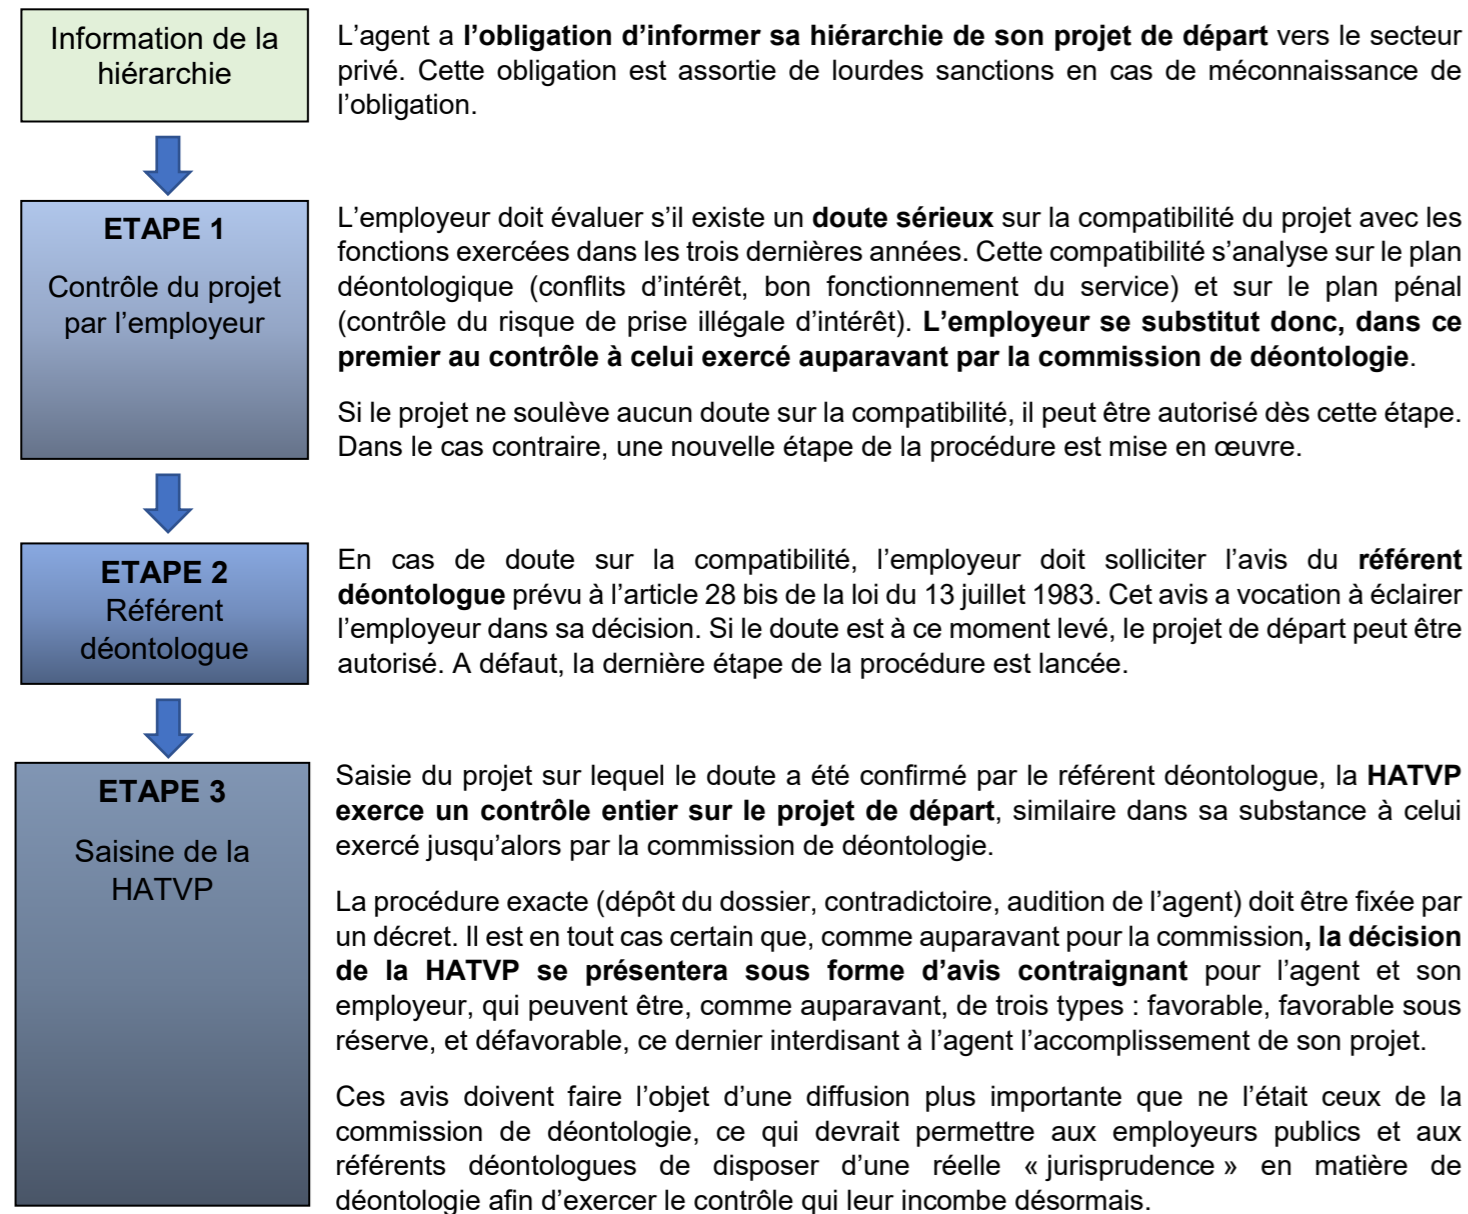 Information de la
hiérarchie
L’agent a l’obligation d’informer sa hiérarchie de son projet de départ vers le secteur
privé. Cette obligation est assortie de lourdes sanctions en cas de méconnaissance de
l’obligation.
ETAPE 1
Contrôle du projet
par l’employeur
L’employeur doit évaluer s’il existe un doute sérieux sur la compatibilité du projet avec les
fonctions exercées dans les trois dernières années. Cette compatibilité s’analyse sur le plan
déontologique (conflits d’intérêt, bon fonctionnement du service) et sur le plan pénal
(contrôle du risque de prise illégale d’intérêt). L’employeur se substitut donc, dans ce
premier au contrôle à celui exercé auparavant par la commission de déontologie.
Si le projet ne soulève aucun doute sur la compatibilité, il peut être autorisé dès cette étape.
Dans le cas contraire, une nouvelle étape de la procédure est mise en œuvre.
ETAPE 2
Référent
déontologue
En cas de doute sur la compatibilité, l’employeur doit solliciter l’avis du référent
déontologue prévu à l’article 28 bis de la loi du 13 juillet 1983. Cet avis a vocation à éclairer
l’employeur dans sa décision. Si le doute est à ce moment levé, le projet de départ peut être
autorisé. A défaut, la dernière étape de la procédure est lancée.
ETAPE 3
Saisine de la
HATVP
Saisie du projet sur lequel le doute a été confirmé par le référent déontologue, la HATVP
exerce un contrôle entier sur le projet de départ, similaire dans sa substance à celui
exercé jusqu’alors par la commission de déontologie.
La procédure exacte (dépôt du dossier, contradictoire, audition de l’agent) doit être fixée par
un décret. Il est en tout cas certain que, comme auparavant pour la commission, la décision
de la HATVP se présentera sous forme d’avis contraignant pour l’agent et son
employeur, qui peuvent être, comme auparavant, de trois types : favorable, favorable sous
réserve, et défavorable, ce dernier interdisant à l’agent l’accomplissement de son projet.
Ces avis doivent faire l’objet d’une diffusion plus importante que ne l’était ceux de la
commission de déontologie, ce qui devrait permettre aux employeurs publics et aux
référents déontologues de disposer d’une réelle « jurisprudence » en matière de
déontologie afin d’exercer le contrôle qui leur incombe désormais.